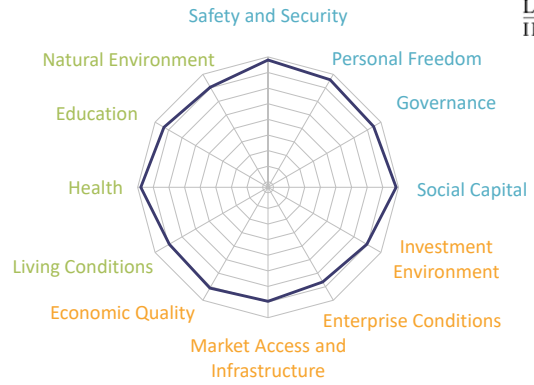 Safety and Security
Personal Freedom
Governance
Social Capital
Investment
Environment
Enterprise Conditions
Market Access and
Infrastructure
Economic Quality
Living Conditions
Health
Education
Natural Environment